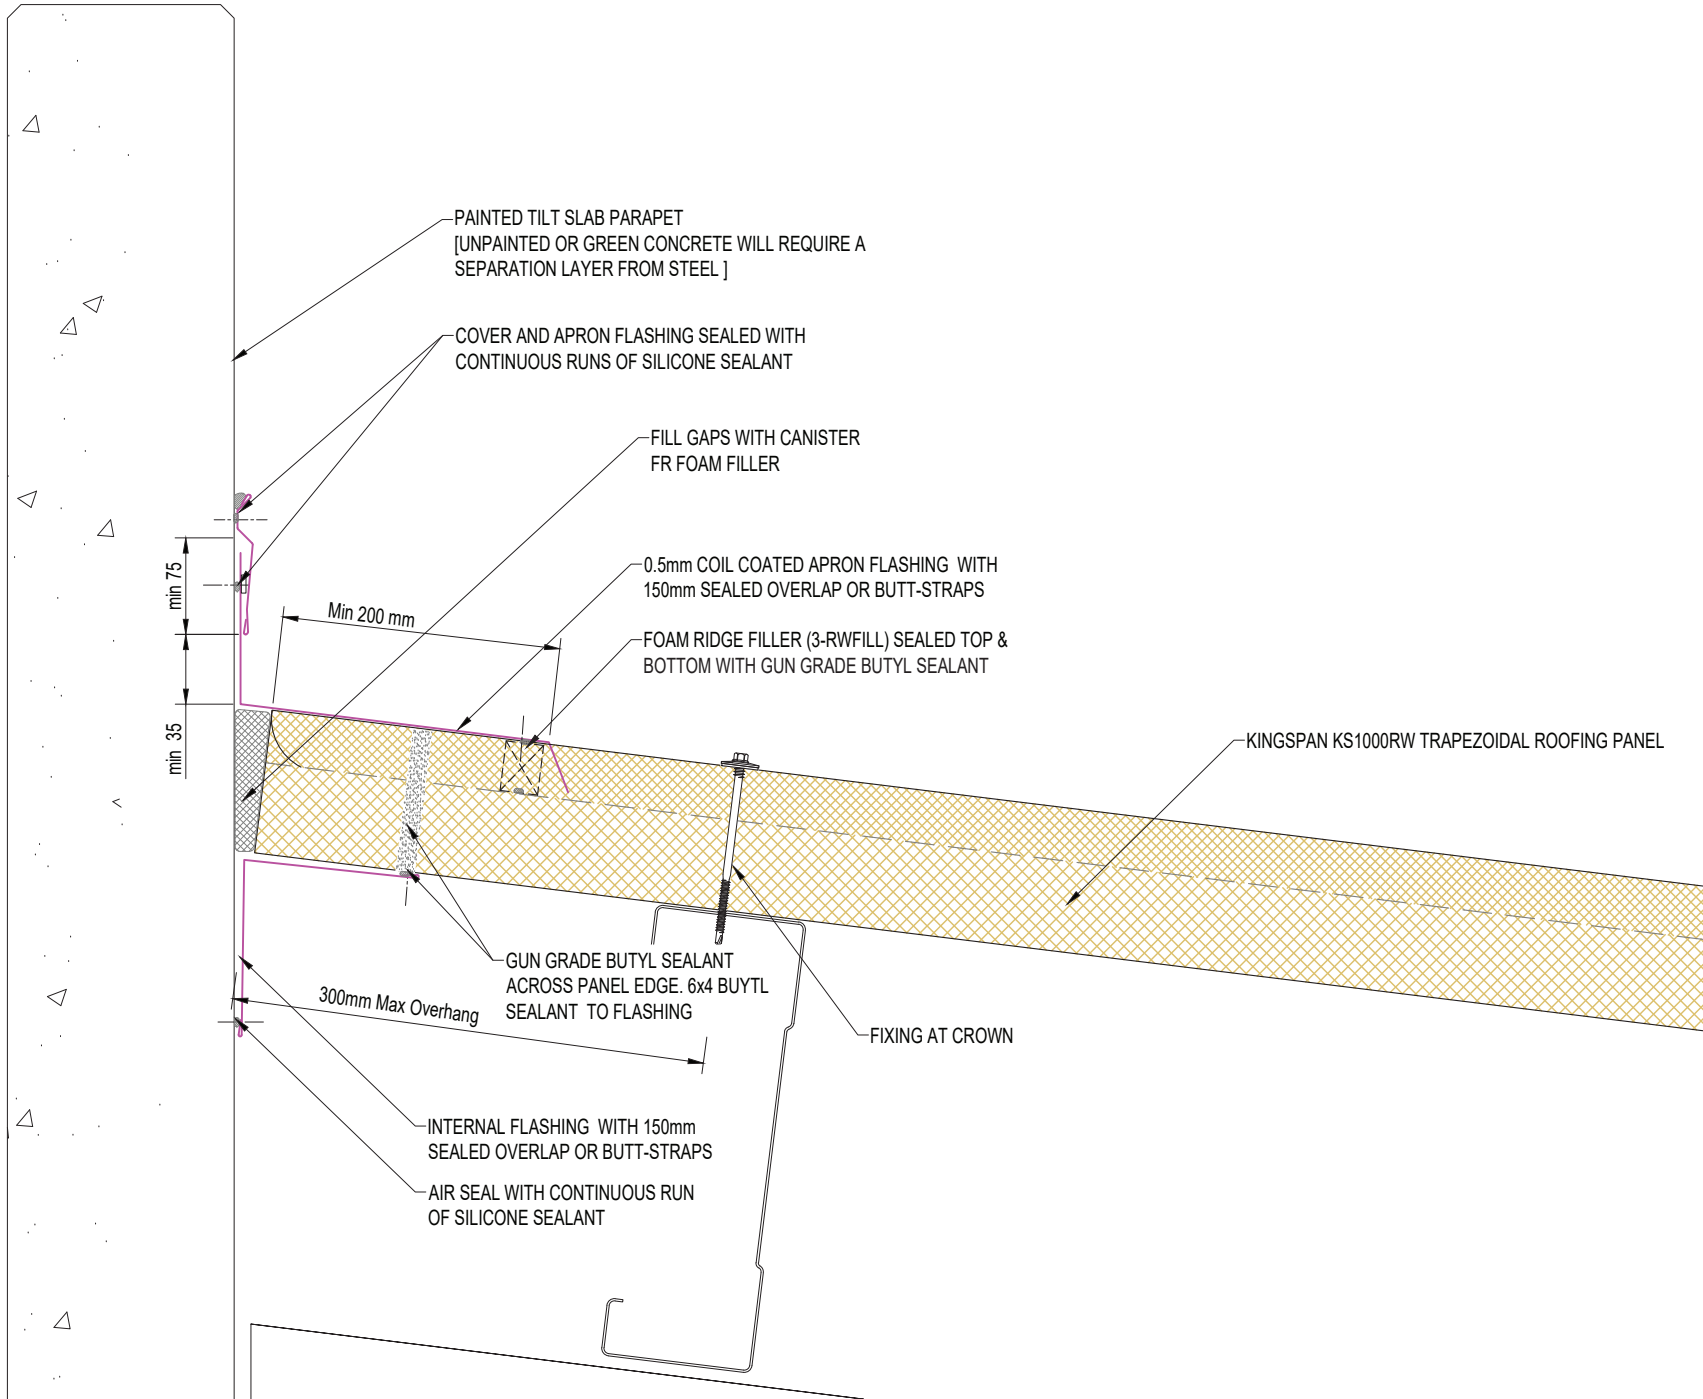 PAINTED TILT SLAB PARAPET
[UNPAINTED OR GREEN CONCRETE WILL REQUIRE A
SEPARATION LAYER FROM STEEL ]
COVER AND APRON FLASHING SEALED WITH
CONTINUOUS RUNS OF SILICONE SEALANT
FILL GAPS WITH CANISTER
FR FOAM FILLER
min 75
0.5mm COIL COATED APRON FLASHING WITH
150mm SEALED OVERLAP OR BUTT-STRAPS
Min 200 mm
FOAM RIDGE FILLER (3-RWFILL) SEALED TOP &
BOTTOM WITH GUN GRADE BUTYL SEALANT
min 35
KINGSPAN KS1000RW TRAPEZOIDAL ROOFING PANEL
GUN GRADE BUTYL SEALANT
ACROSS PANEL EDGE. 6x4 BUYTL
SEALANT TO FLASHING
300mm Max Overhang
FIXING AT CROWN
INTERNAL FLASHING WITH 150mm
SEALED OVERLAP OR BUTT-STRAPS
AIR SEAL WITH CONTINUOUS RUN
OF SILICONE SEALANT